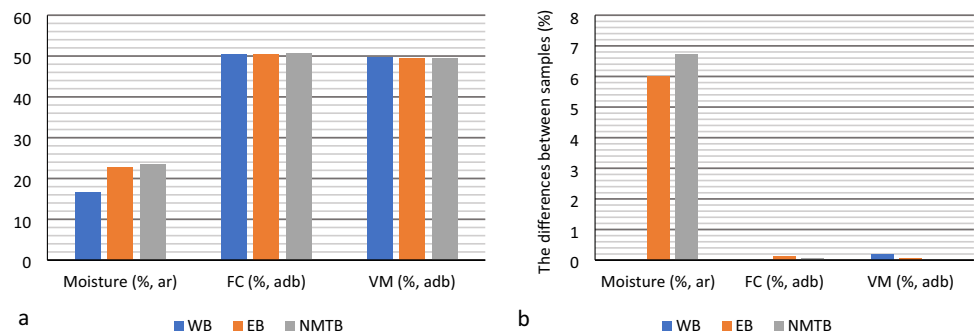 60
50
40
30
20
10
0
Moisture (%, ar) FC (%, adb) VM (%, adb)
a
WB EB NMTB
The differences between samples (%)
8
7
6
5
4
3
2
1
0
Moisture (%, ar) FC (%, adb) VM (%, adb)
b
WB EB NMTB